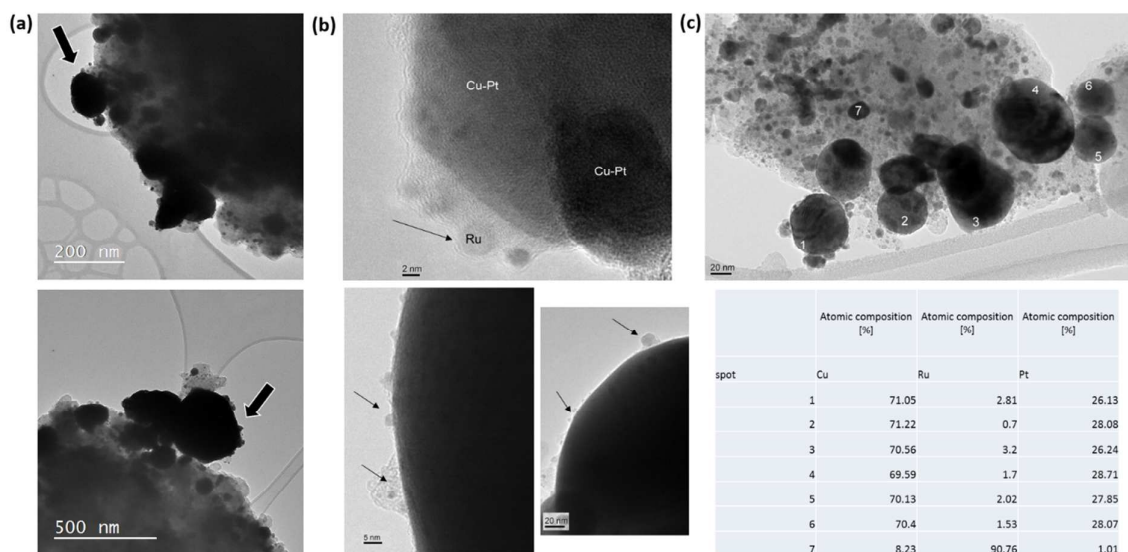 (a)
200 nm
500 nm
(b)
Cu-Pt
Cu-Pt
Ru
2 nm
5 nm
20 nm
(c)
4
6
7
5
2
3
1
20 nm
Atomic composition [%] Atomic composition [%] Atomic composition [%]
spot Cu Ru Pt
1 71.05 2.81 26.13
2 71.22 0.7 28.08
3 70.56 3.2 26.24
4 69.59 1.7 28.71
5 70.13 2.02 27.85
6 70.4 1.53 28.07
7 8.23 90.76 1.01